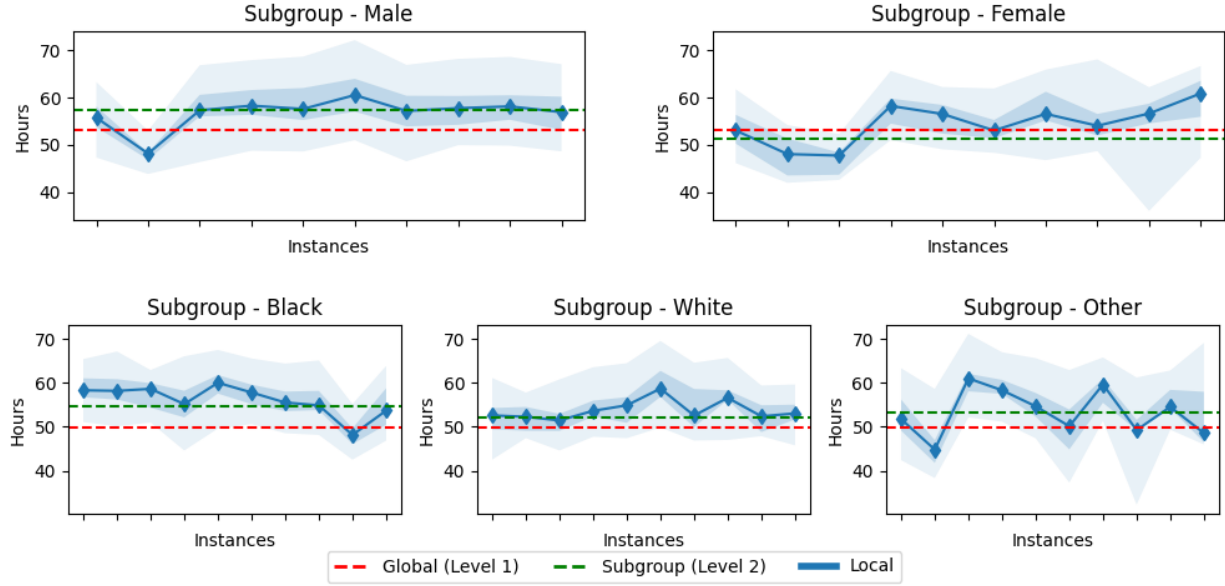 Subgroup - Male
Subgroup - Female
70
60
50
40
Hours
Instances
70
60
50
40
Hours
Instances
Subgroup - Black
Subgroup - White
Subgroup - Other
70
60
50
40
Hours
Instances
70
60
50
40
Hours
Instances
70
60
50
40
Hours
Instances
Global (Level 1)
Subgroup (Level 2)
Local